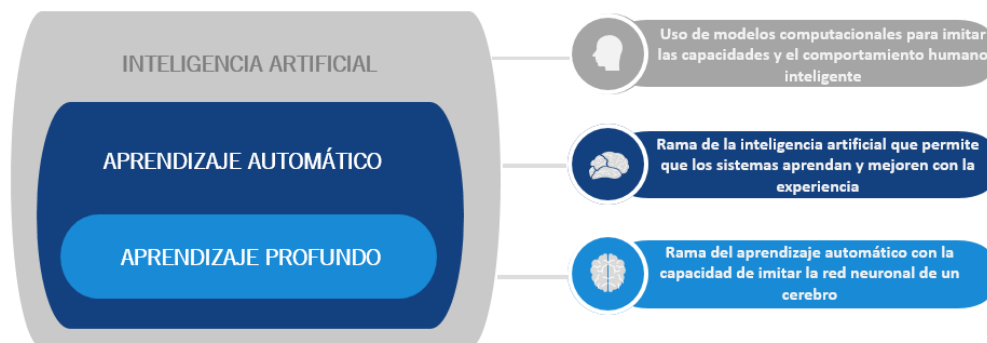 INTELIGENCIA ARTIFICIAL
Uso de modelos computacionales para imitar
las capacidades y el comportamiento humano
inteligente
APRENDIZAJE AUTOMÁTICO
Rama de la inteligencia artificial que permite
que los sistemas aprendan y mejoren con la
experiencia
APRENDIZAJE PROFUNDO
Rama del aprendizaje automático con la
capacidad de imitar la red neuronal de un
cerebro